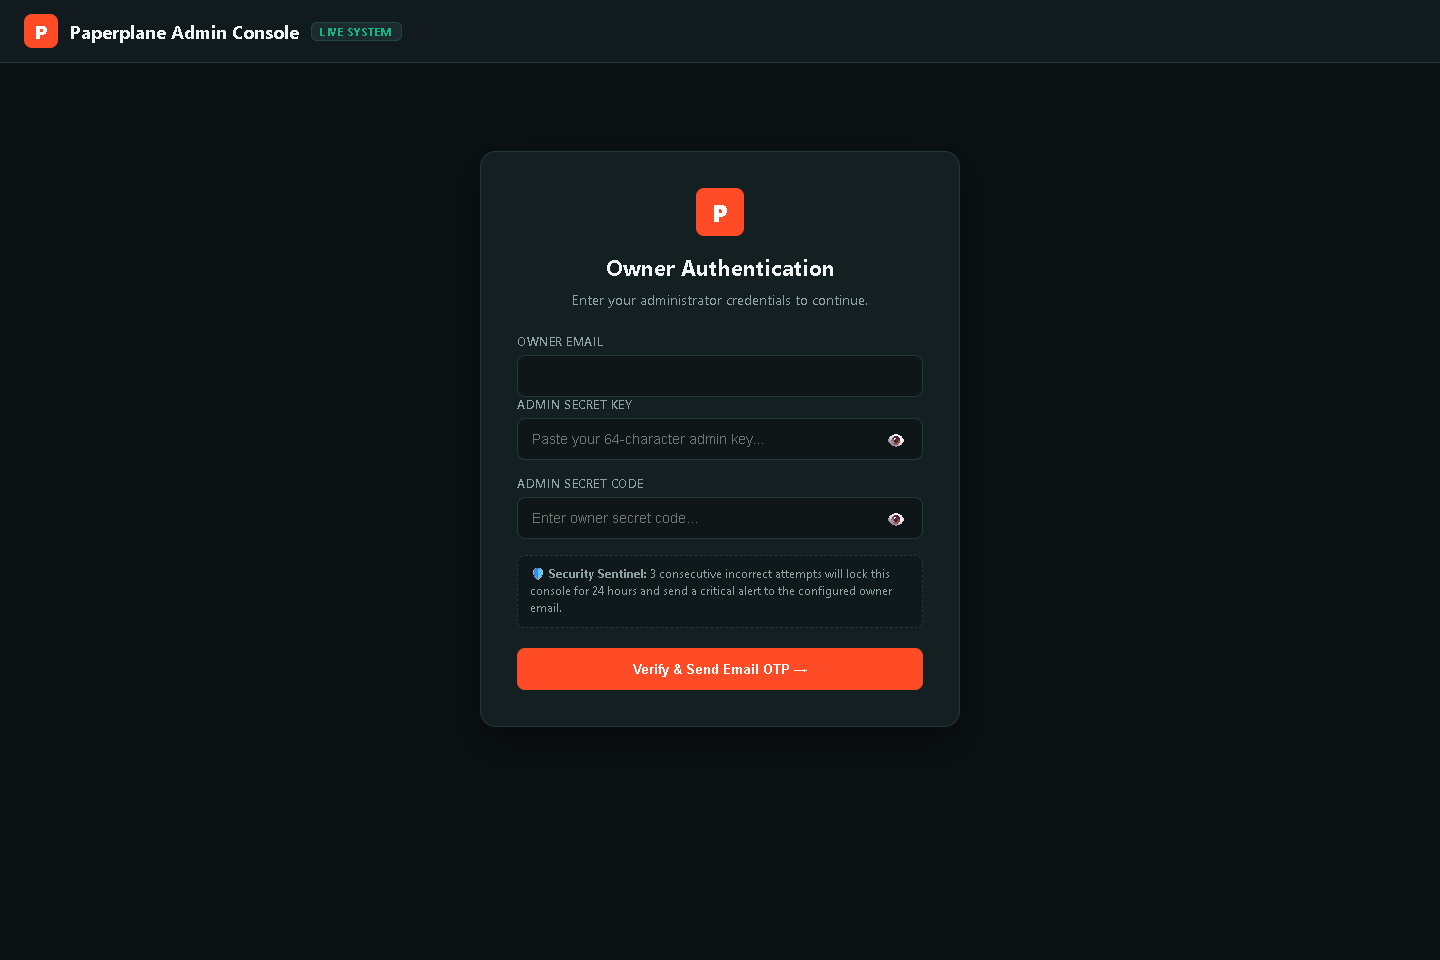 P Paperplane Admin Console LIVE SYSTEM
P
Owner Authentication
Enter your administrator credentials to continue.
OWNER EMAIL
ADMIN SECRET KEY
Paste your 64-character admin key...
ADMIN SECRET CODE
Enter owner secret code...
Security Sentinel: 3 consecutive incorrect attempts will lock this
console for 24 hours and send a critical alert to the configured owner
email.
Verify & Send Email OTP →